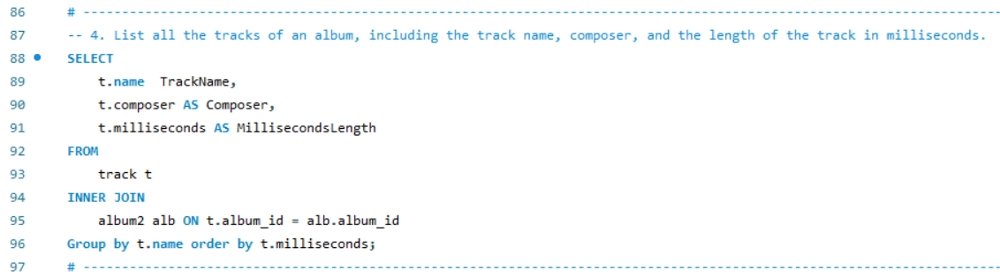 86 # ------------------------------------------------------------------------------------------------------------------------
87 -- 4. List all the tracks of an album, including the track name, composer, and the length of the track in milliseconds.
88 SELECT
89 t.name  TrackName,
90 t.composer AS Composer,
91 t.milliseconds AS MillisecondsLength
92 FROM
93 track t
94 INNER JOIN
95 album2 alb ON t.album_id = alb.album_id
96 Group by t.name order by t.milliseconds;
97 # ------------------------------------------------------------------------------------------------------------------------